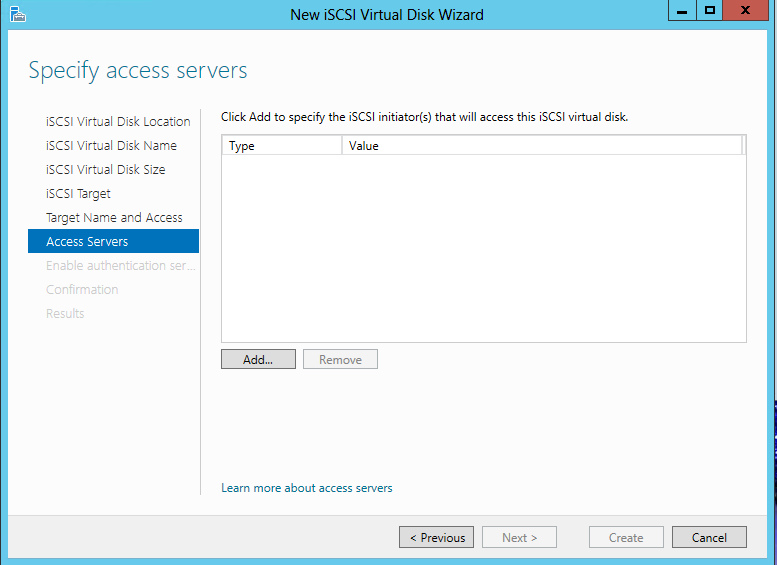 New iSCSI Virtual Disk Wizard
Specify access servers
iSCSI Virtual Disk Location
iSCSI Virtual Disk Name
iSCSI Virtual Disk Size
iSCSI Target
Target Name and Access
Access Servers
Enable authentication ser...
Confirmation
Results
Click Add to specify the iSCSI initiator(s) that will access this iSCSI virtual disk.
Type Value
Add... Remove
Learn more about access servers
< Previous Next > Create Cancel